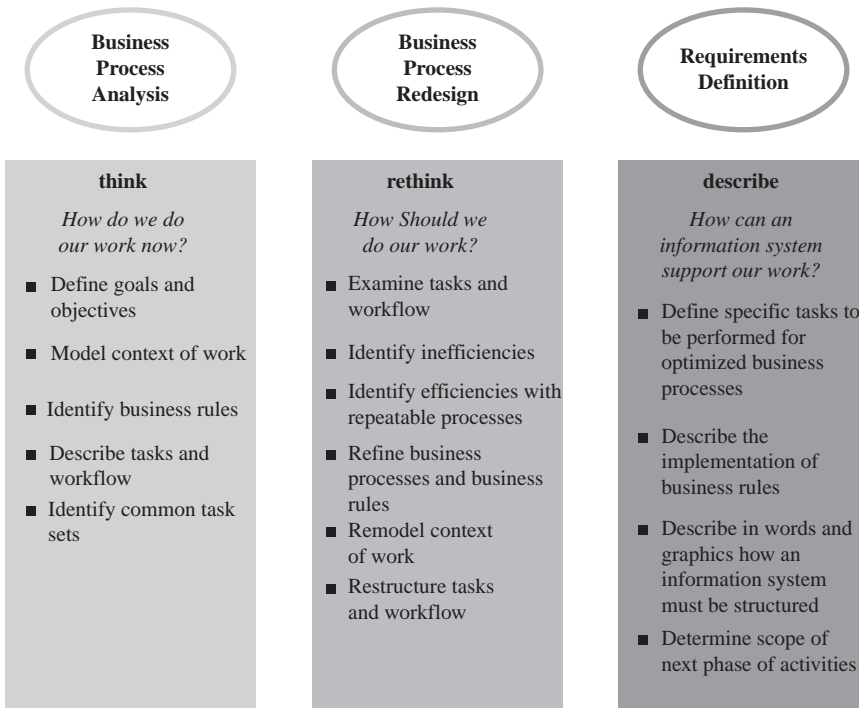 Business
Process
Analysis
think
How do we do
our work now?
■ Define goals and
objectives
■ Model context of work
■ Identify business rules
■ Describe tasks and
workflow
■ Identify common task
sets
Business
Process
Redesign
rethink
How Should we
do our work?
■ Examine tasks and
workflow
■ Identify inefficiencies
■ Identify efficiencies with
repeatable processes
■ Refine business
processes and business
rules
■ Remodel context
of work
■ Restructure tasks
and workflow
Requirements
Definition
describe
How can an
information system
support our work?
■ Define specific tasks to
be performed for
optimized business
processes
■ Describe the
implementation of
business rules
■ Describe in words and
graphics how an
information system
must be structured
■ Determine scope of
next phase of activities